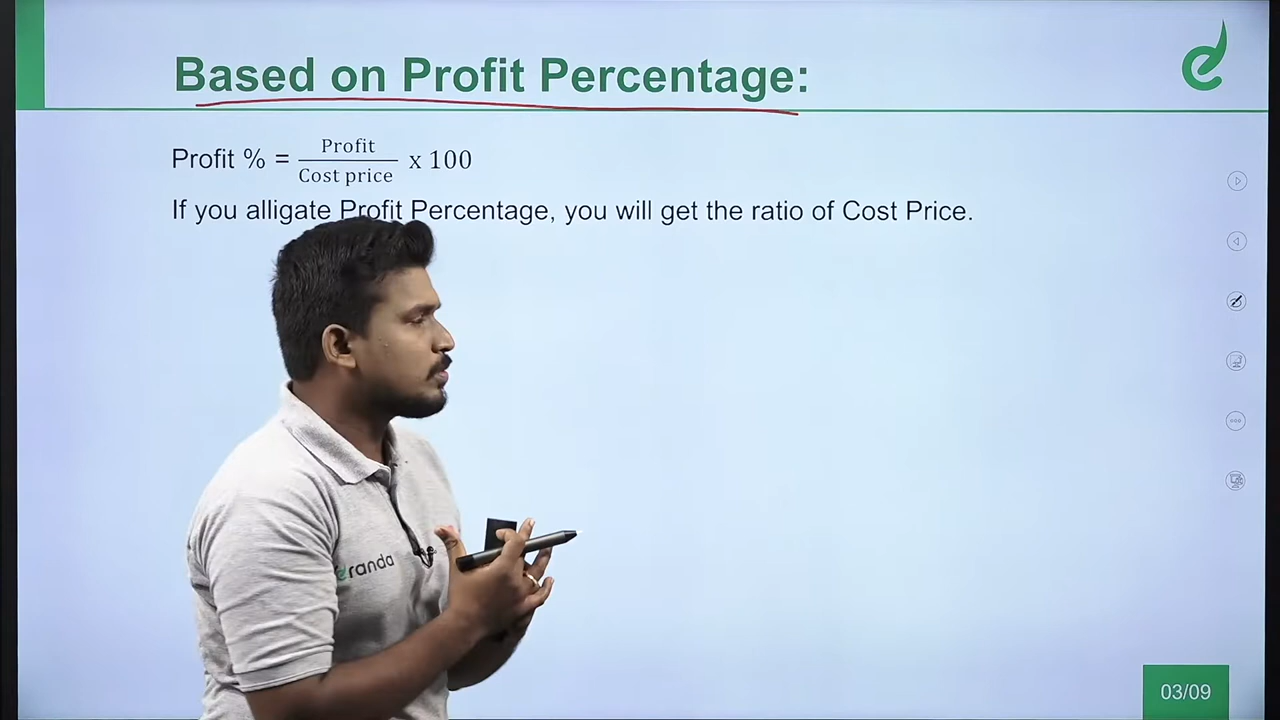 Based on Profit Percentage:
Profit % = Profit / Cost price x 100
If you alligate Profit Percentage, you will get the ratio of Cost Price.
eranda
03/09